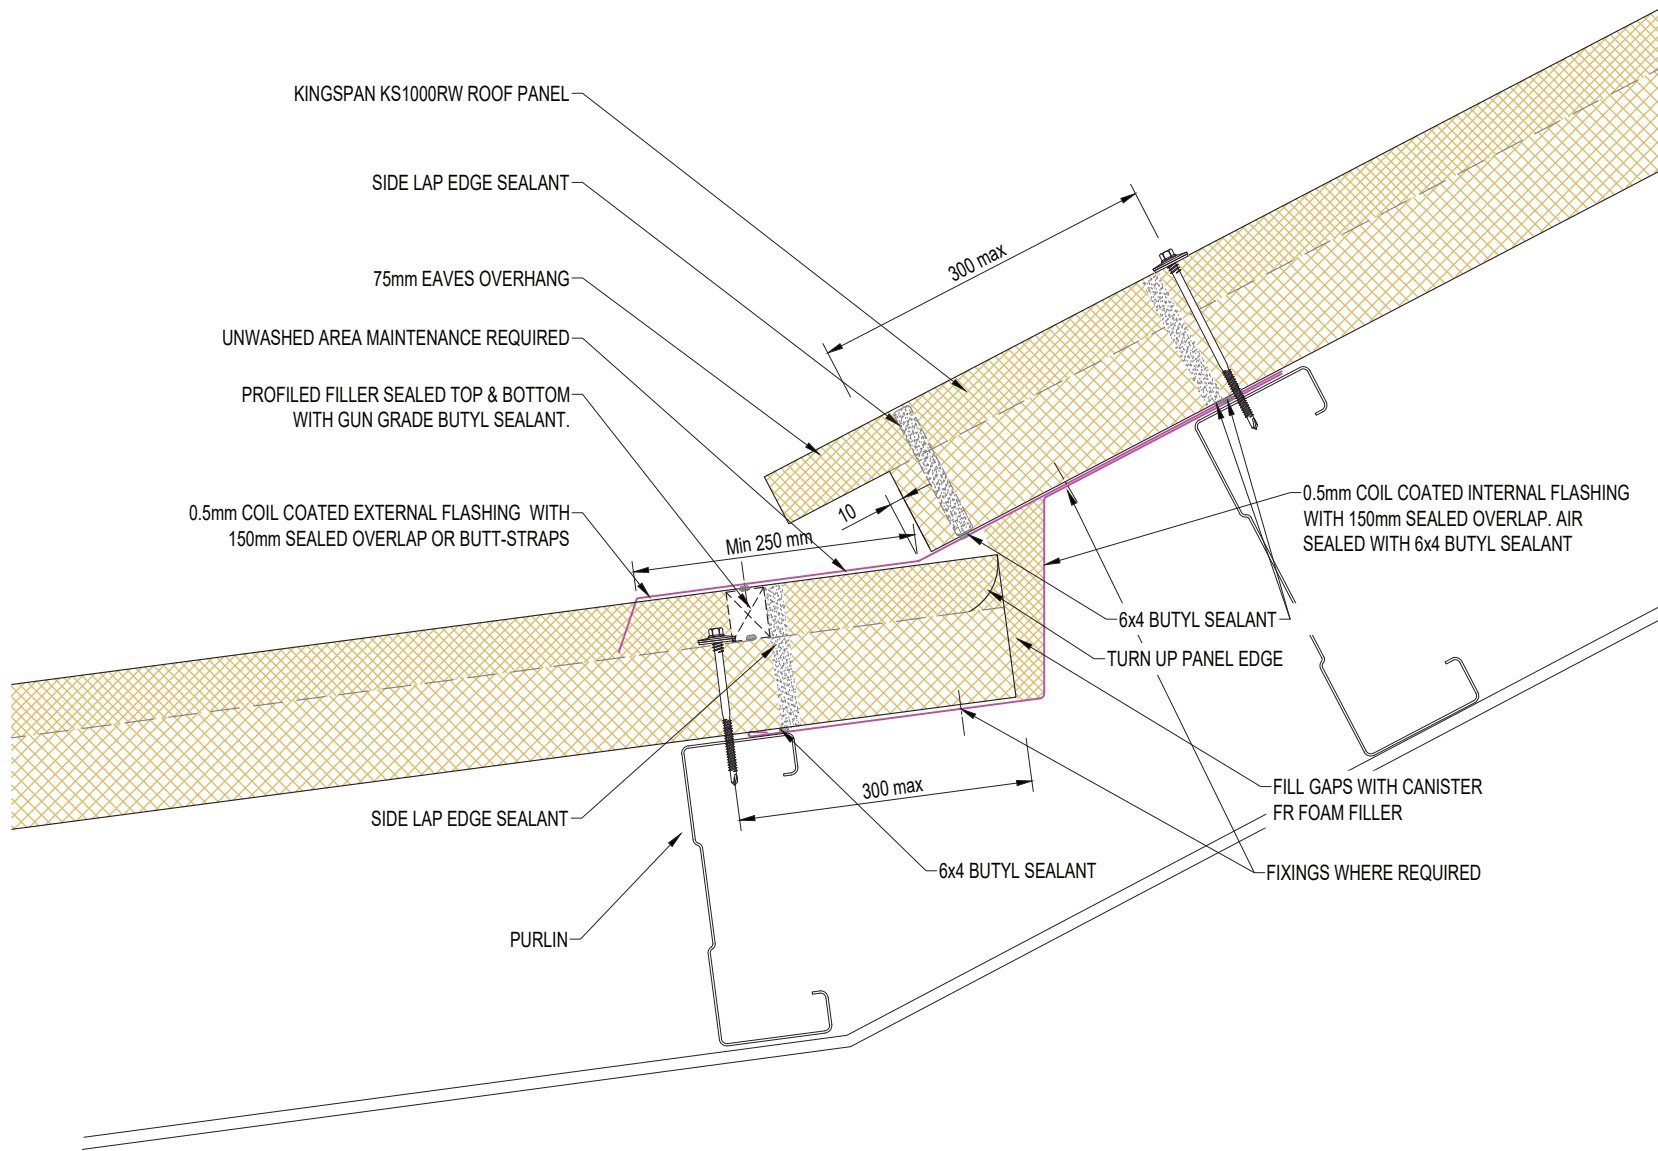 KINGSPAN KS1000RW ROOF PANEL
SIDE LAP EDGE SEALANT
300 max
75mm EAVES OVERHANG
UNWASHED AREA MAINTENANCE REQUIRED
PROFILED FILLER SEALED TOP & BOTTOM
WITH GUN GRADE BUTYL SEALANT.
0.5mm COIL COATED EXTERNAL FLASHING WITH
150mm SEALED OVERLAP OR BUTT-STRAPS
10
Min 250 mm
0.5mm COIL COATED INTERNAL FLASHING
WITH 150mm SEALED OVERLAP. AIR
SEALED WITH 6x4 BUTYL SEALANT
6x4 BUTYL SEALANT
TURN UP PANEL EDGE
300 max
FILL GAPS WITH CANISTER
FR FOAM FILLER
SIDE LAP EDGE SEALANT
6x4 BUTYL SEALANT
FIXINGS WHERE REQUIRED
PURLIN